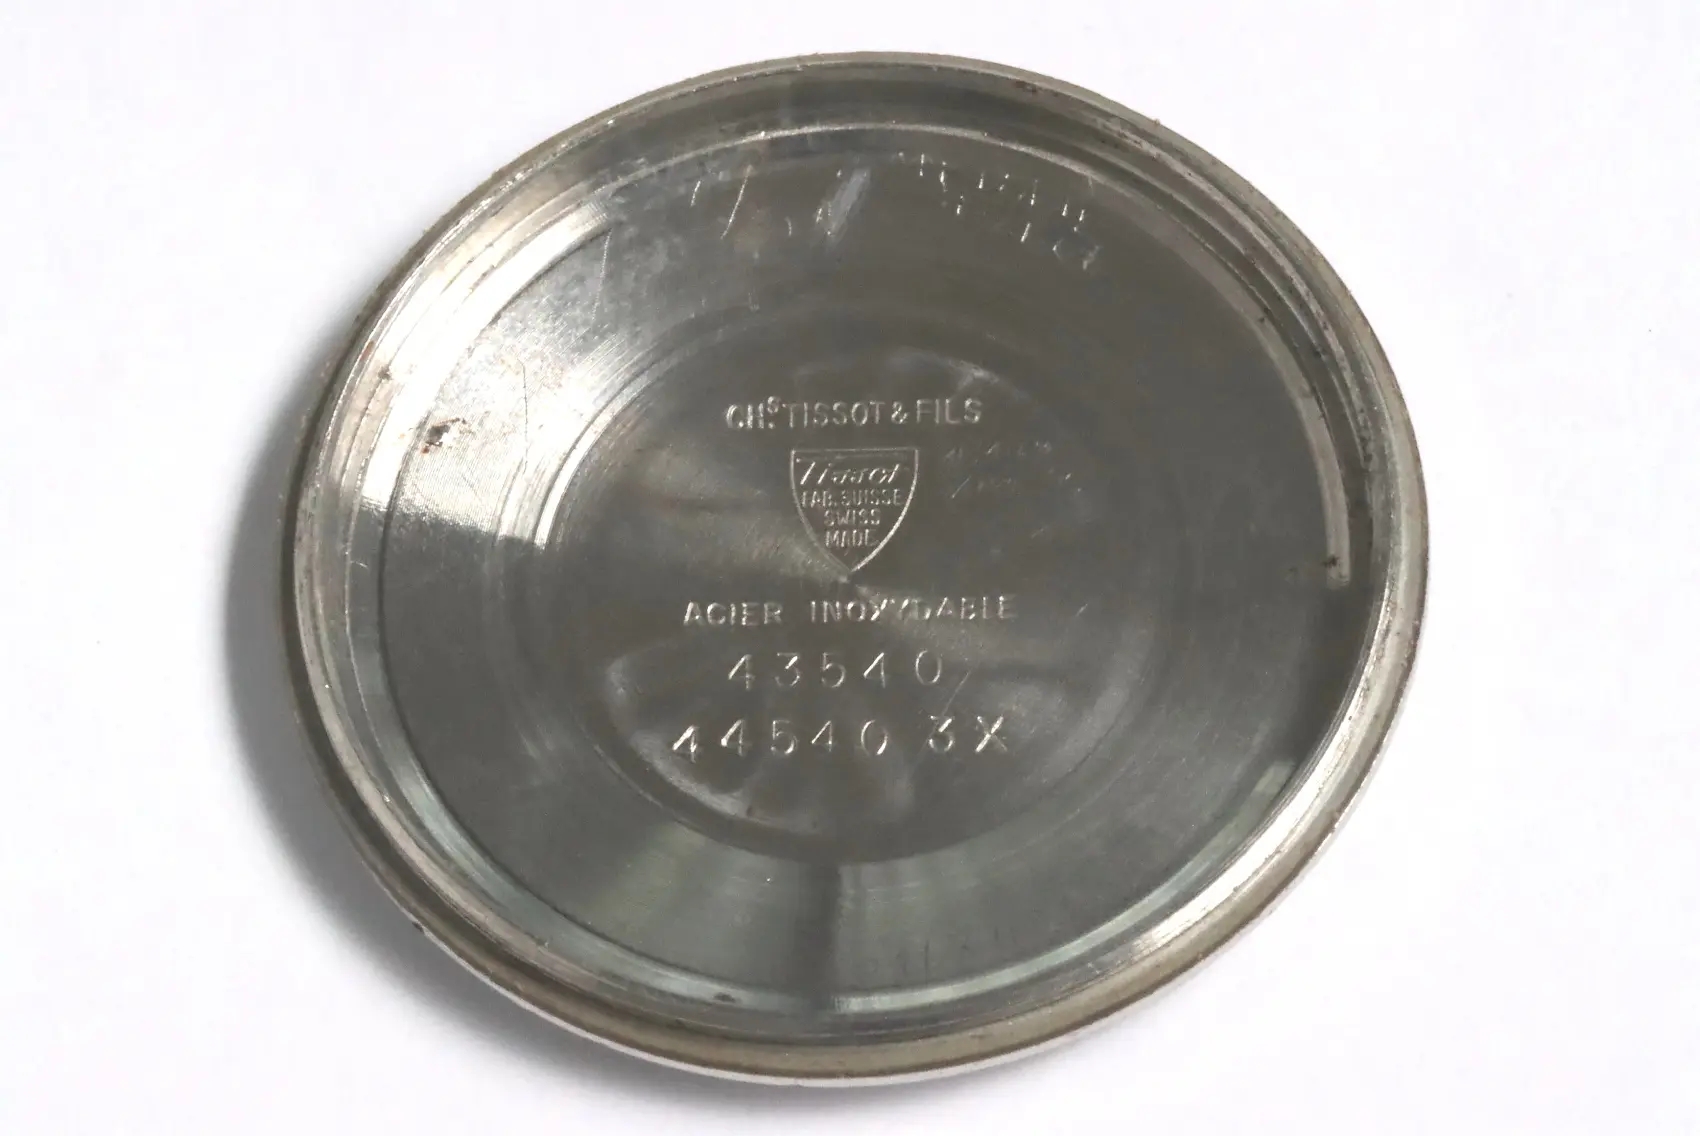 CHS TISSOT & FILS
Tissot
FAB. SUISSE
SWISS
MADE
ACIER INOXYDABLE
43540
44540 3X